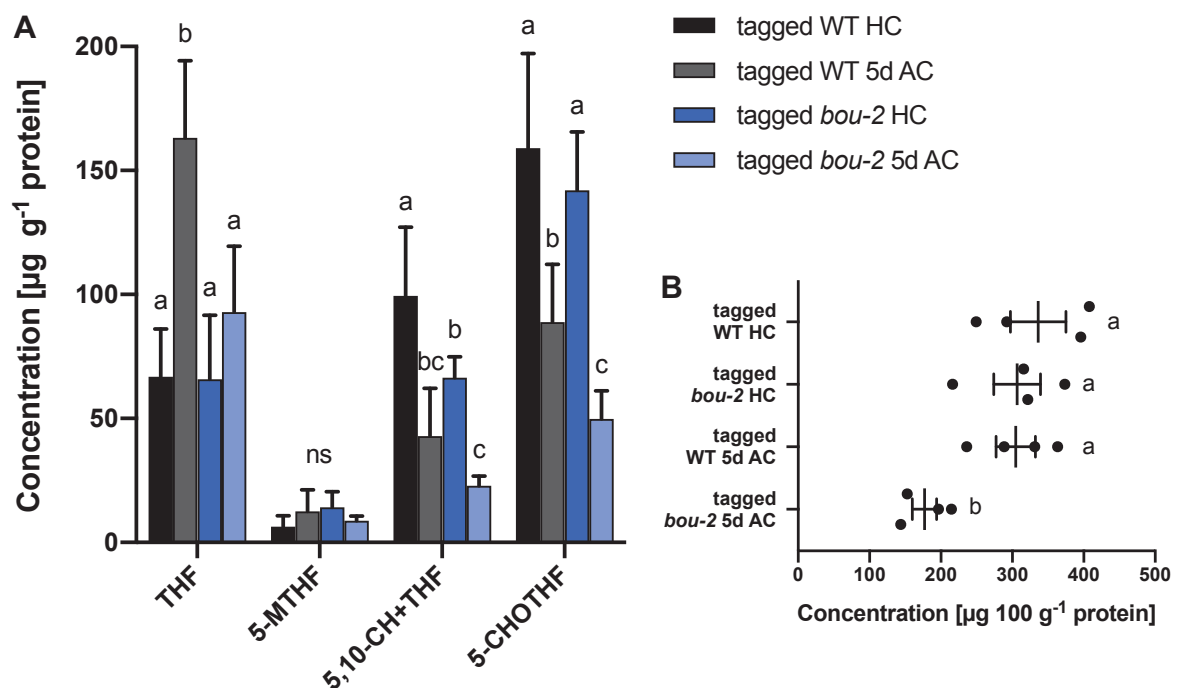 A
Concentration [µg g-1 protein]
200
150
100
50
0
b
a
a
a
ns
a
bc
b
c
a
b
a
c
THF
5-MTHF
5,10-CH+THF
5-CHOTHF
tagged WT HC
tagged WT 5d AC
tagged bou-2 HC
tagged bou-2 5d AC
B
tagged
WT HC
a
tagged
bou-2 HC
a
tagged
WT 5d AC
a
tagged
bou-2 5d AC
b
0 100 200 300 400 500
Concentration [µg 100 g-1 protein]